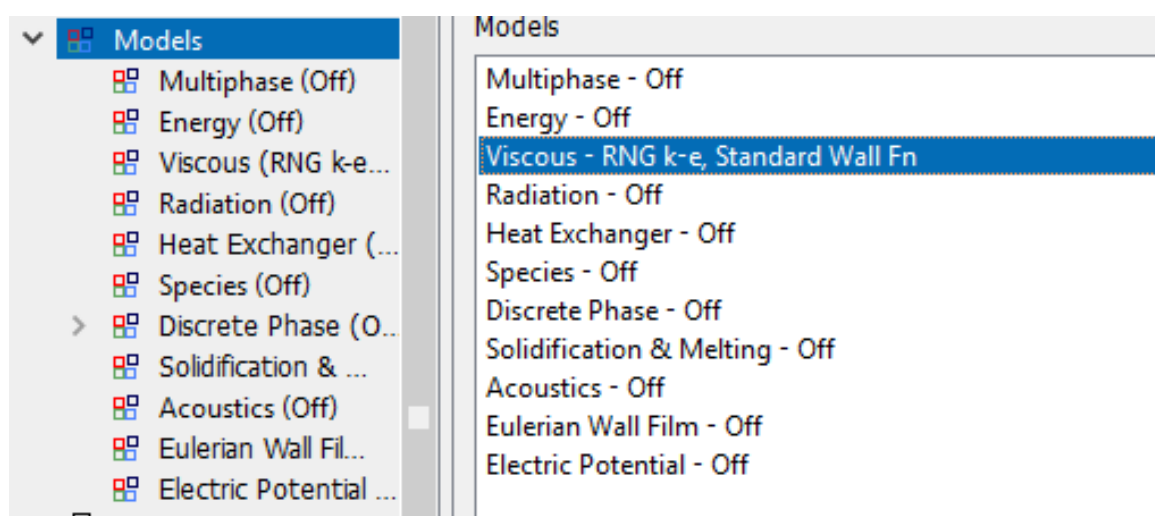 Models
Multiphase (Off)
Energy (Off)
Viscous (RNG k-e...
Radiation (Off)
Heat Exchanger (...
Species (Off)
Discrete Phase (O...
Solidification & ...
Acoustics (Off)
Eulerian Wall Fil...
Electric Potential ...
Models
Multiphase - Off
Energy - Off
Viscous - RNG k-e, Standard Wall Fn
Radiation - Off
Heat Exchanger - Off
Species - Off
Discrete Phase - Off
Solidification & Melting - Off
Acoustics - Off
Eulerian Wall Film - Off
Electric Potential - Off